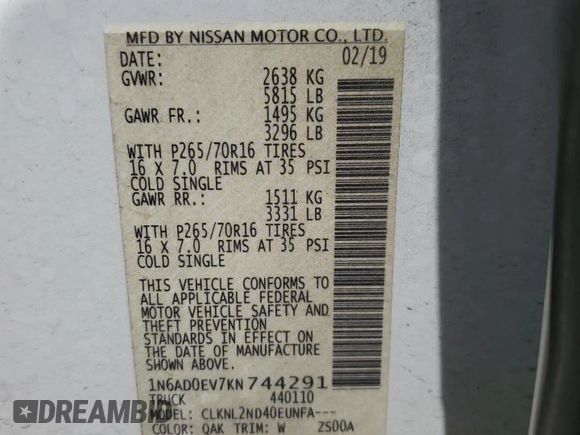 MFD BY NISSAN MOTOR CO., LTD.
DATE: 02/19
GVWR: 2638 KG
5815 LB
GAWR FR.: 1495 KG
3296 LB
WITH P265/70R16 TIRES
16 X 7.0 RIMS AT 35 PSI
COLD SINGLE
GAWR RR.: 1511 KG
3331 LB
WITH P265/70R16 TIRES
16 X 7.0 RIMS AT 35 PSI
COLD SINGLE
THIS VEHICLE CONFORMS TO
ALL APPLICABLE FEDERAL
MOTOR VEHICLE SAFETY AND
THEFT PREVENTION
STANDARDS IN EFFECT ON
THE DATE OF MANUFACTURE
SHOWN ABOVE.
1N6AD0EV7KN744291
TRUCK 440110
MODEL: CLKNL2ND40EUNFA---
COLOR: QAK TRIM: W ZS00A
DEALERS CLUB